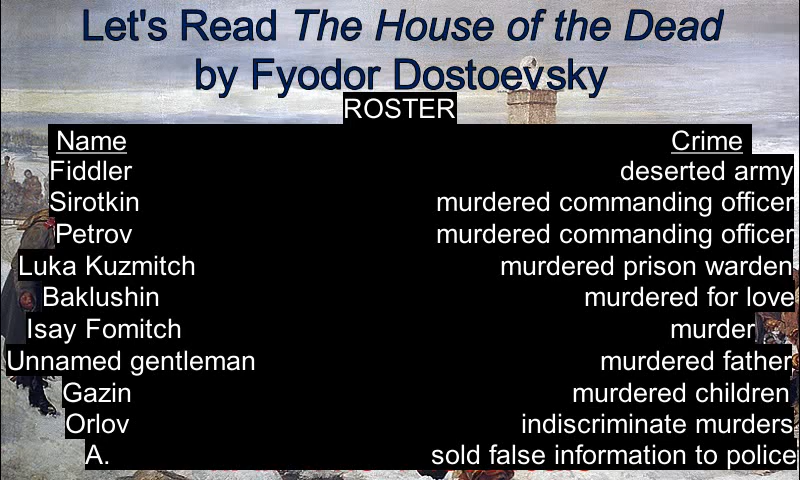 Let's Read The House of the Dead
by Fyodor Dostoevsky
ROSTER
Name Crime
Fiddler deserted army
Sirotkin murdered commanding officer
Petrov murdered commanding officer
Luka Kuzmitch murdered prison warden
Baklushin murdered for love
Isay Fomitch murder
Unnamed gentleman murdered father
Gazin murdered children
Orlov indiscriminate murders
A. sold false information to police